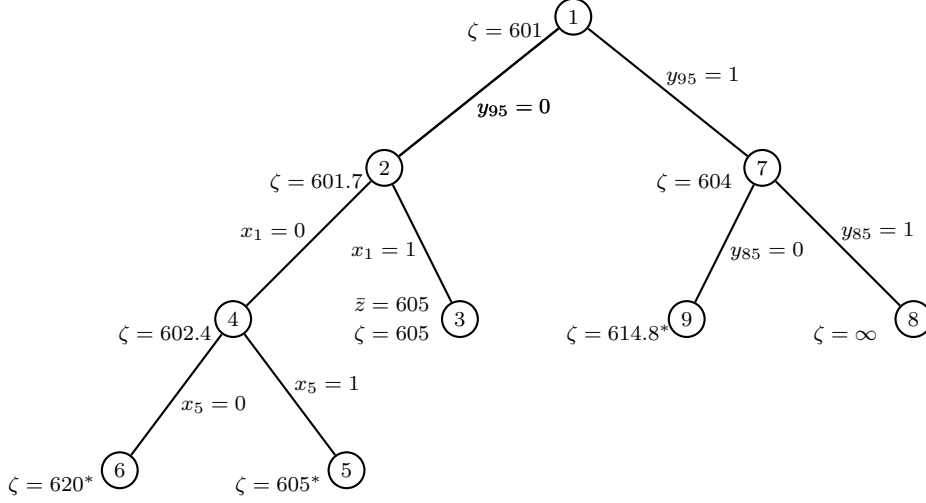 1
ζ = 601
y₉₅ = 1
y₉₅ = 0
2
ζ = 601.7
7
ζ = 604
x₁ = 0
x₁ = 1
y₈₅ = 0
y₈₅ = 1
4
ζ = 602.4
z̄ = 605
ζ = 605
3
ζ = 614.8*
9
ζ = ∞
8
x₅ = 0
x₅ = 1
ζ = 620*
6
ζ = 605*
5